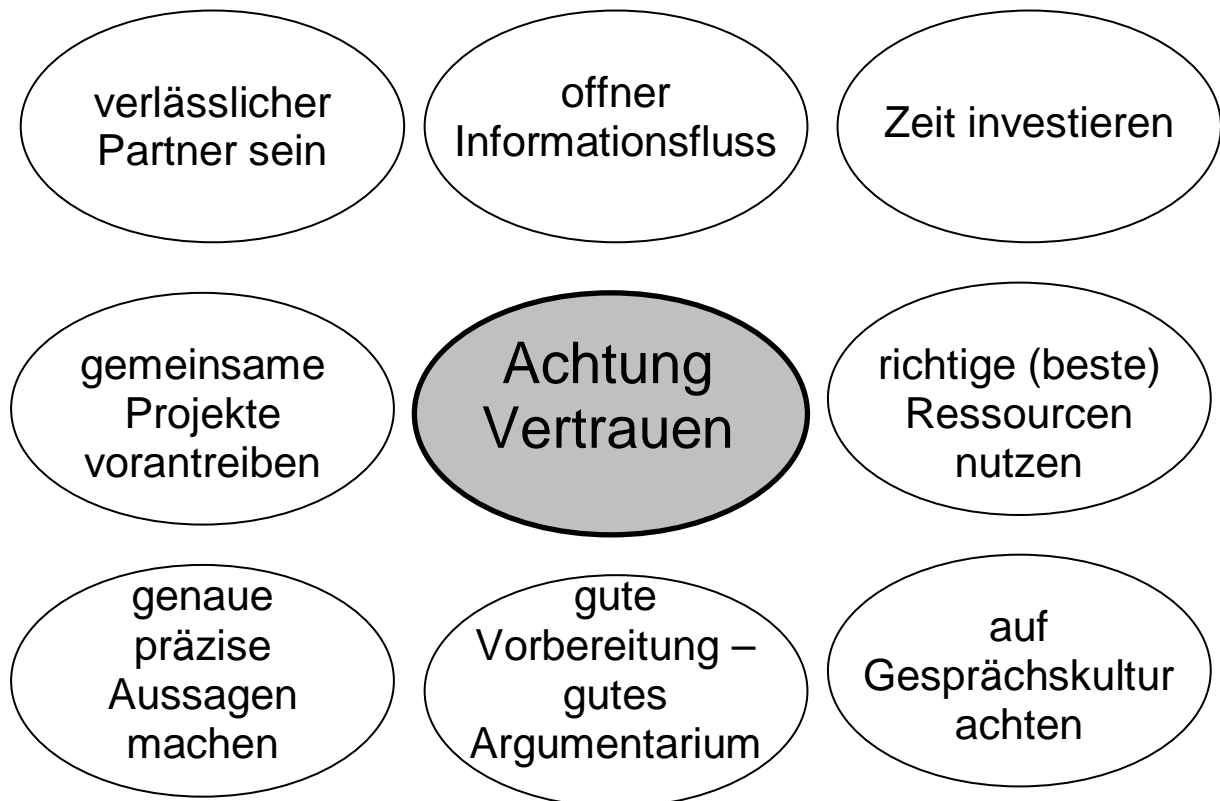 verlässlicher
Partner sein
offner
Informationsfluss
Zeit investieren
gemeinsame
Projekte
vorantreiben
Achtung
Vertrauen
richtige (beste)
Ressourcen
nutzen
genaue
präzise
Aussagen
machen
gute
Vorbereitung –
gutes
Argumentarium
auf
Gesprächskultur
achten